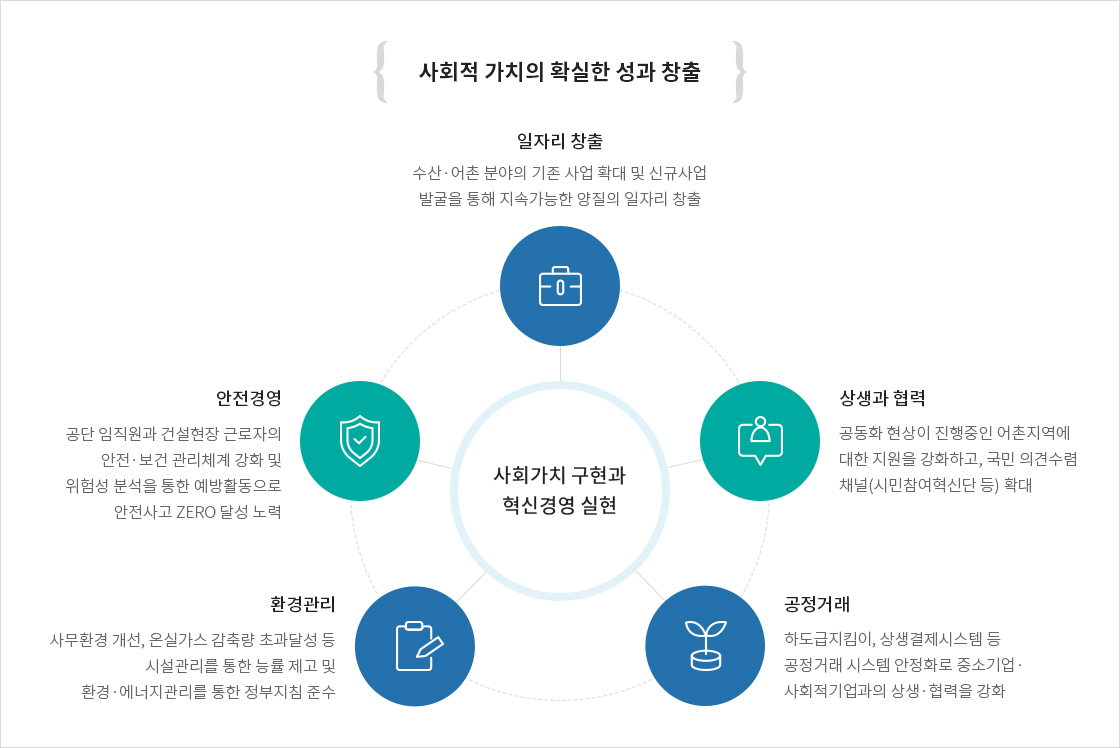 사회적 가치의 확실한 성과 창출
일자리 창출
수산·어촌 분야의 기존 사업 확대 및 신규사업
발굴을 통해 지속가능한 양질의 일자리 창출
안전경영
공단 임직원과 건설현장 근로자의
안전·보건 관리체계 강화 및
위험성 분석을 통한 예방활동으로
안전사고 ZERO 달성 노력
상생과 협력
공동화 현상이 진행중인 어촌지역에
대한 지원을 강화하고, 국민 의견수렴
채널(시민참여혁신단 등) 확대
사회가치 구현과
혁신경영 실현
환경관리
사무환경 개선, 온실가스 감축량 초과달성 등
시설관리를 통한 능률 제고 및
환경·에너지관리를 통한 정부지침 준수
공정거래
하도급지킴이, 상생결제시스템 등
공정거래 시스템 안정화로 중소기업·
사회적기업과의 상생·협력을 강화